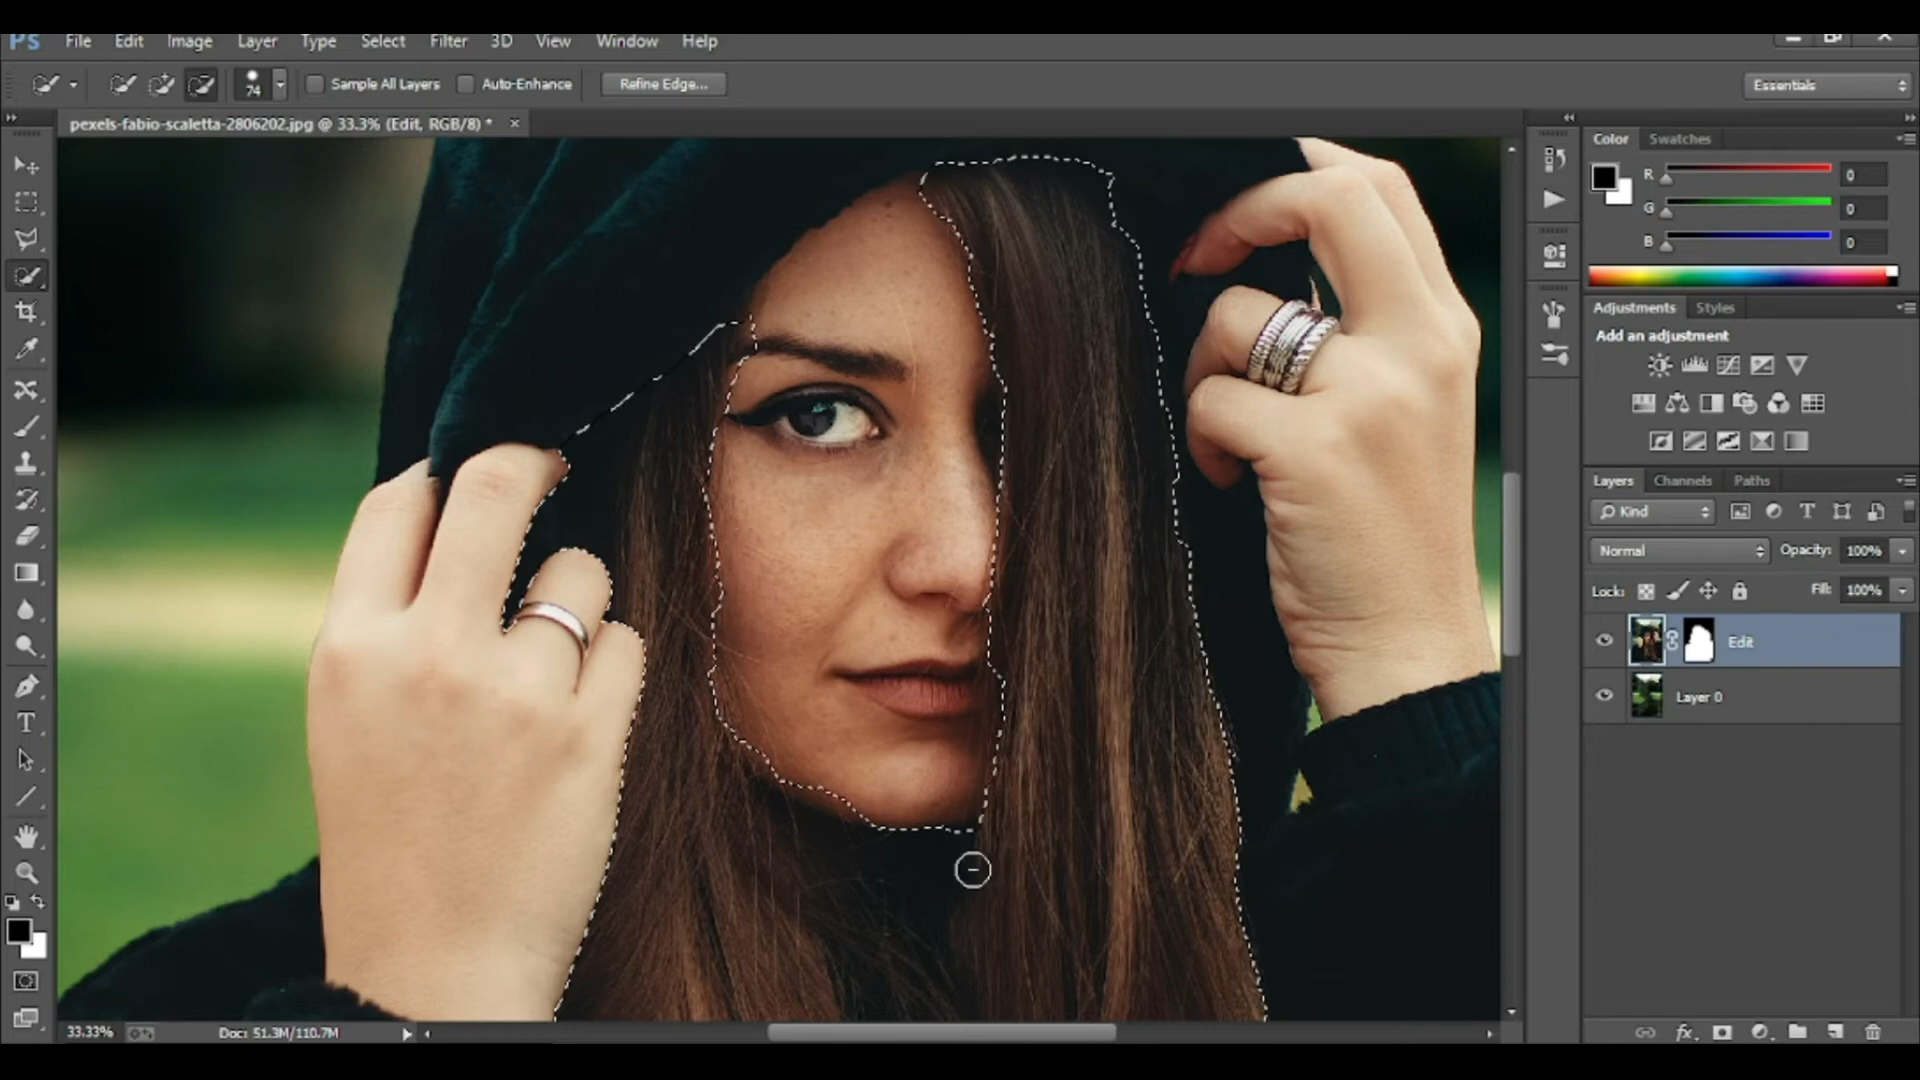 Ps File Edit Image Layer Type Select Filter 3D View Window Help
74 Sample All Layers Auto-Enhance Refine Edge... Essentials
pexels-fabio-scaletta-2806202.jpg @ 33.3% (Edit, RGB/8) *
Color Swatches
R 0
G 0
B 0
Adjustments Styles
Add an adjustment
Layers Channels Paths
Kind
Normal Opacity: 100%
Lock: Fill: 100%
Edit
Layer 0
33.33% Doc: 51.3M/110.7M